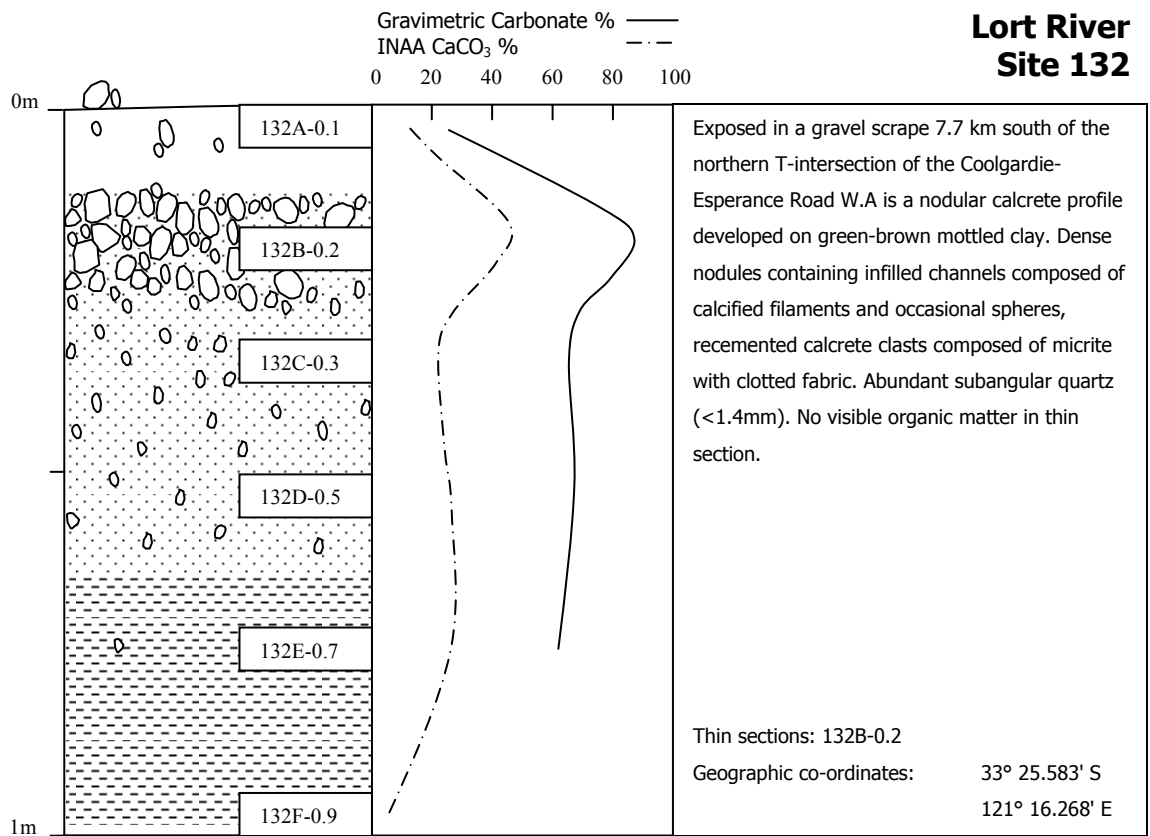 Gravimetric Carbonate %
INAA CaCO₃ %
Lort River
Site 132
0 20 40 60 80 100
0m
132A-0.1
132B-0.2
132C-0.3
132D-0.5
132E-0.7
132F-0.9
1m
Exposed in a gravel scrape 7.7 km south of the
northern T-intersection of the Coolgardie-
Esperance Road W.A is a nodular calcrete profile
developed on green-brown mottled clay. Dense
nodules containing infilled channels composed of
calcified filaments and occasional spheres,
recemented calcrete clasts composed of micrite
with clotted fabric. Abundant subangular quartz
(<1.4mm). No visible organic matter in thin
section.
Thin sections: 132B-0.2
Geographic co-ordinates: 33° 25.583' S
121° 16.268' E